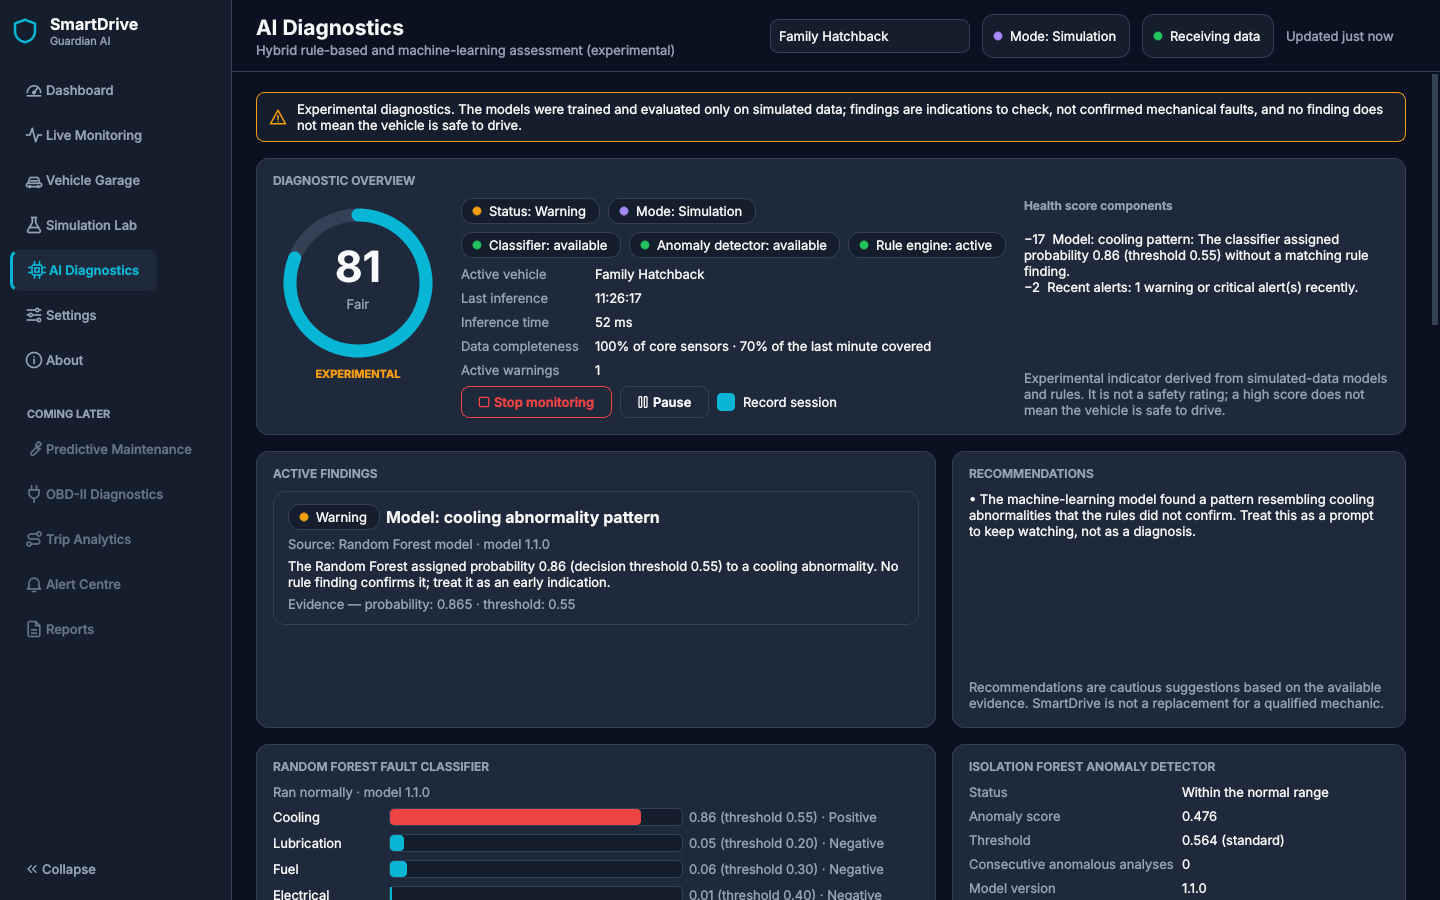 SmartDrive
Guardian AI
Dashboard
Live Monitoring
Vehicle Garage
Simulation Lab
AI Diagnostics
Settings
About
COMING LATER
Predictive Maintenance
OBD-II Diagnostics
Trip Analytics
Alert Centre
Reports
Collapse
AI Diagnostics
Hybrid rule-based and machine-learning assessment (experimental)
Family Hatchback
Mode: Simulation
Receiving data
Updated just now
Experimental diagnostics. The models were trained and evaluated only on simulated data; findings are indications to check, not confirmed mechanical faults, and no finding does
not mean the vehicle is safe to drive.
DIAGNOSTIC OVERVIEW
81
Fair
EXPERIMENTAL
Status: Warning
Mode: Simulation
Classifier: available
Anomaly detector: available
Rule engine: active
Active vehicle Family Hatchback
Last inference 11:26:17
Inference time 52 ms
Data completeness 100% of core sensors · 70% of the last minute covered
Active warnings 1
Stop monitoring
Pause
Record session
Health score components
−17 Model: cooling pattern: The classifier assigned
probability 0.86 (threshold 0.55) without a matching rule
finding.
−2 Recent alerts: 1 warning or critical alert(s) recently.
Experimental indicator derived from simulated-data models
and rules. It is not a safety rating; a high score does not
mean the vehicle is safe to drive.
ACTIVE FINDINGS
Warning
Model: cooling abnormality pattern
Source: Random Forest model · model 1.1.0
The Random Forest assigned probability 0.86 (decision threshold 0.55) to a cooling abnormality. No
rule finding confirms it; treat it as an early indication.
Evidence — probability: 0.865 · threshold: 0.55
RECOMMENDATIONS
• The machine-learning model found a pattern resembling cooling
abnormalities that the rules did not confirm. Treat this as a prompt
to keep watching, not as a diagnosis.
Recommendations are cautious suggestions based on the available
evidence. SmartDrive is not a replacement for a qualified mechanic.
RANDOM FOREST FAULT CLASSIFIER
Ran normally · model 1.1.0
Cooling 0.86 (threshold 0.55) · Positive
Lubrication 0.05 (threshold 0.20) · Negative
Fuel 0.06 (threshold 0.30) · Negative
Electrical 0.01 (threshold 0.40) · Negative
ISOLATION FOREST ANOMALY DETECTOR
Status Within the normal range
Anomaly score 0.476
Threshold 0.564 (standard)
Consecutive anomalous analyses 0
Model version 1.1.0